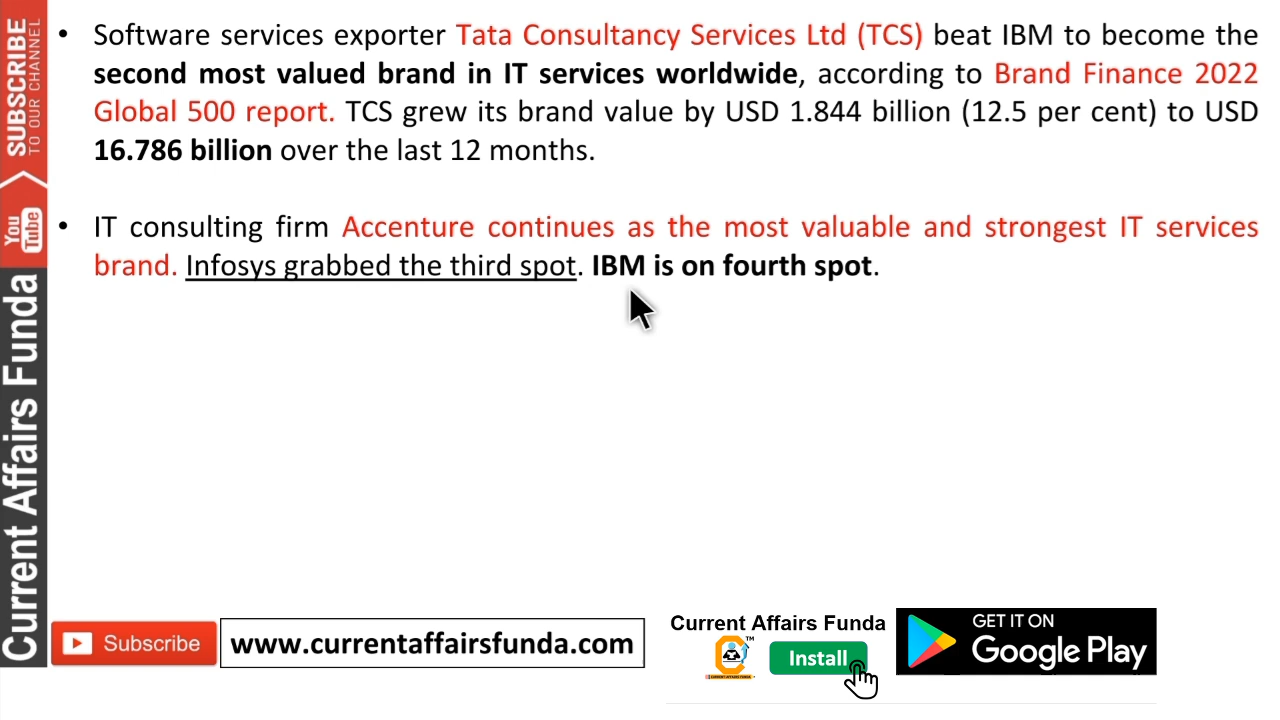 SUBSCRIBE
TO OUR CHANNEL
You
Tube
Current Affairs Funda
• Software services exporter Tata Consultancy Services Ltd (TCS) beat IBM to become the
second most valued brand in IT services worldwide, according to Brand Finance 2022
Global 500 report. TCS grew its brand value by USD 1.844 billion (12.5 per cent) to USD
16.786 billion over the last 12 months.
• IT consulting firm Accenture continues as the most valuable and strongest IT services
brand. Infosys grabbed the third spot. IBM is on fourth spot.
Subscribe
www.currentaffairsfunda.com
Current Affairs Funda
TM
CURRENT AFFAIRS FUNDA
Install
GET IT ON
Google Play